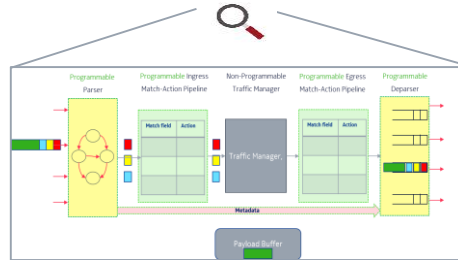 Programmable
Parser
Programmable Ingress
Match-Action Pipeline
Non-Programmable
Traffic Manager
Programmable Egress
Match-Action Pipeline
Programmable
Deparser
Match field Action
Traffic Manager,
Match field Action
Metadata
Payload Buffer